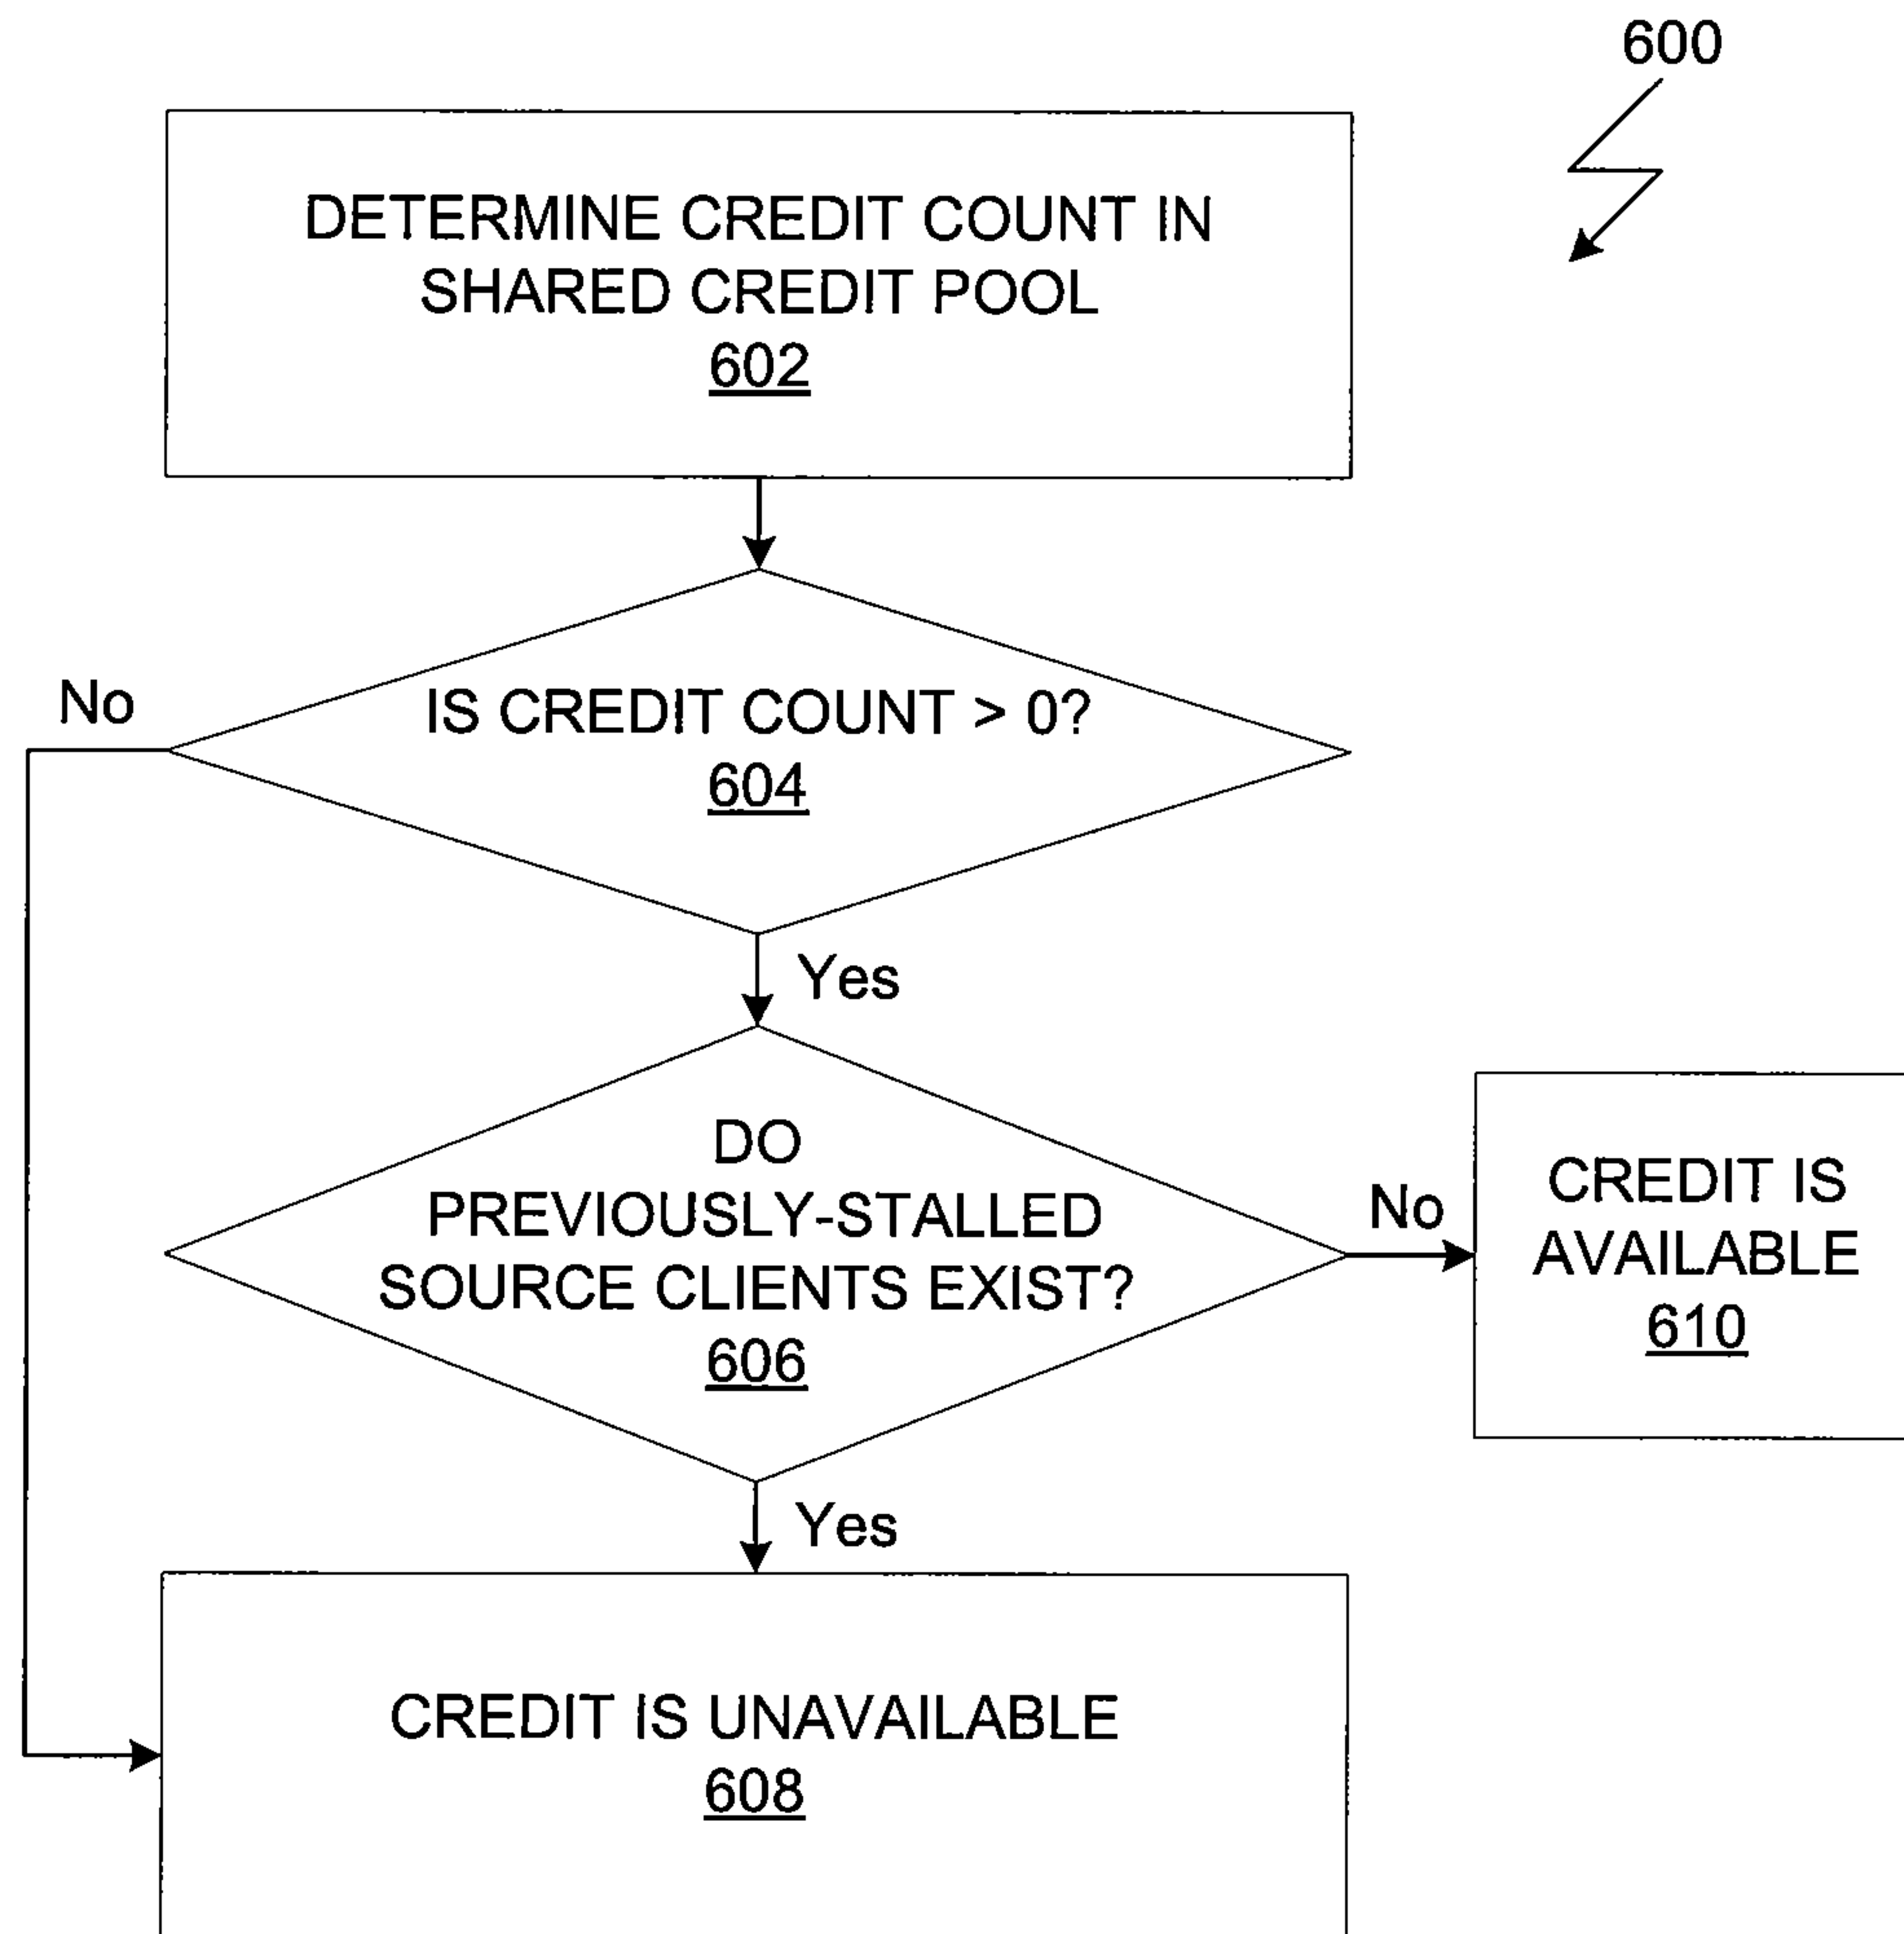 600
DETERMINE CREDIT COUNT IN
SHARED CREDIT POOL
602
No
IS CREDIT COUNT > 0?
604
Yes
DO
PREVIOUSLY-STALLED
SOURCE CLIENTS EXIST?
606
No
CREDIT IS
AVAILABLE
610
Yes
CREDIT IS UNAVAILABLE
608